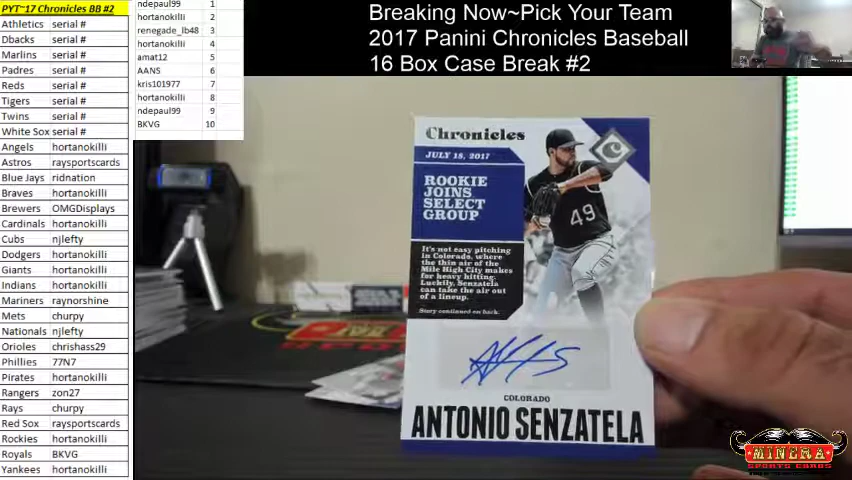 PYT~17 Chronicles BB #2
Athletics serial #
Dbacks serial #
Marlins serial #
Padres serial #
Reds serial #
Tigers serial #
Twins serial #
White Sox serial #
Angels hortanokilli
Astros raysportscards
Blue Jays ridnation
Braves hortanokilli
Brewers OMGDisplays
Cardinals hortanokilli
Cubs njlefty
Dodgers hortanokilli
Giants hortanokilli
Indians hortanokilli
Mariners raynorshine
Mets churpy
Nationals njlefty
Orioles chrishass29
Phillies 77N7
Pirates hortanokilli
Rangers zon27
Rays churpy
Red Sox raysportscards
Rockies hortanokilli
Royals BKVG
Yankees hortanokilli
ndepaul99 1
hortanokilli 2
renegade_lb48 3
hortanokilli 4
amat12 5
AANS 6
kris101977 7
hortanokilli 8
ndepaul99 9
BKVG 10
Breaking Now~Pick Your Team
2017 Panini Chronicles Baseball
16 Box Case Break #2
Chronicles
JULY 18, 2017
ROOKIE
JOINS
SELECT
GROUP
It's not easy pitching
in Colorado, where
the thin air of the
Mile High City makes
for heavy hitting.
Luckily, Senzatela
can take the air out
of a lineup.
Story continued on back.
49
COLORADO
ANTONIO SENZATELA
MINERA
SPORTS CARDS